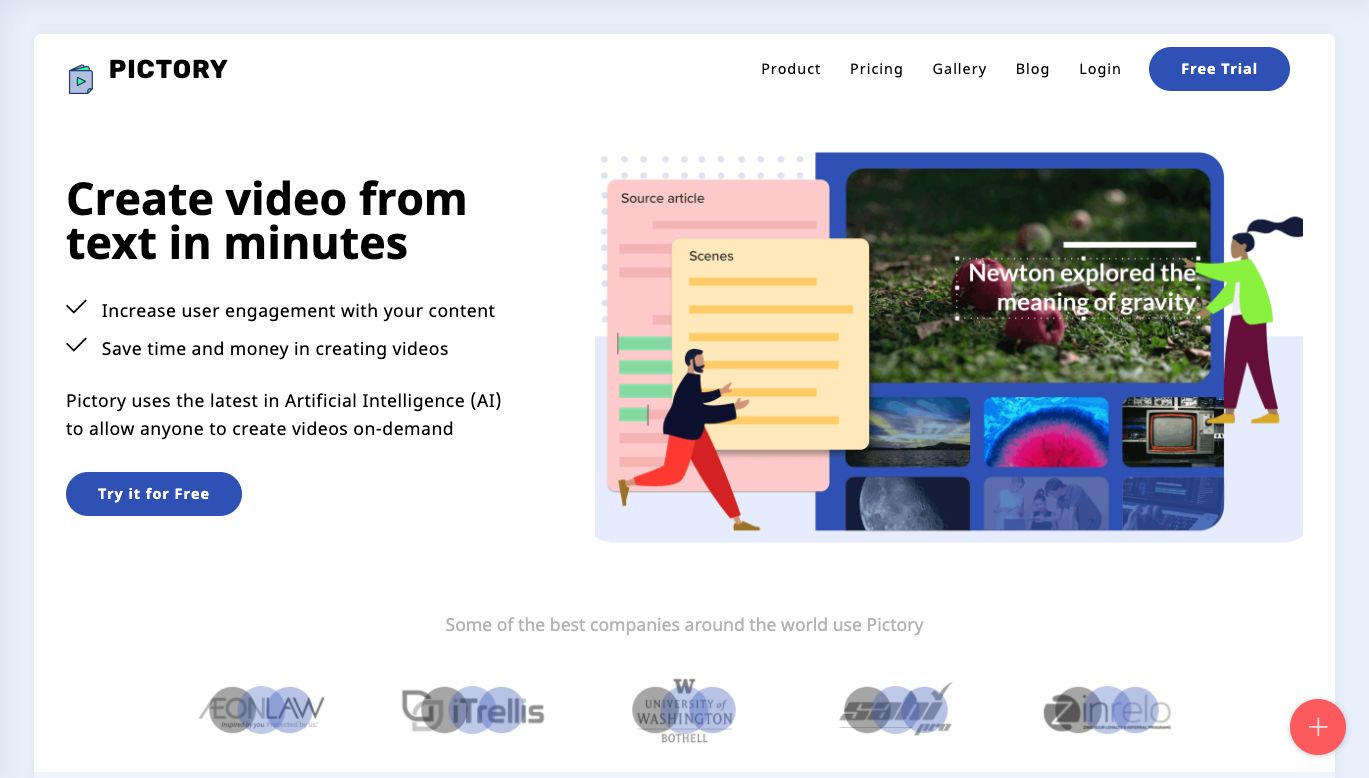 PICTORY
Product Pricing Gallery Blog Login Free Trial
Create video from
text in minutes
Increase user engagement with your content
Save time and money in creating videos
Pictory uses the latest in Artificial Intelligence (AI)
to allow anyone to create videos on-demand
Try it for Free
Source article
Scenes
Newton explored the
meaning of gravity
Some of the best companies around the world use Pictory
AEONLAW
iTrellis
W
UNIVERSITY of
WASHINGTON
BOTHELL
sabi
pro
Zinrelo